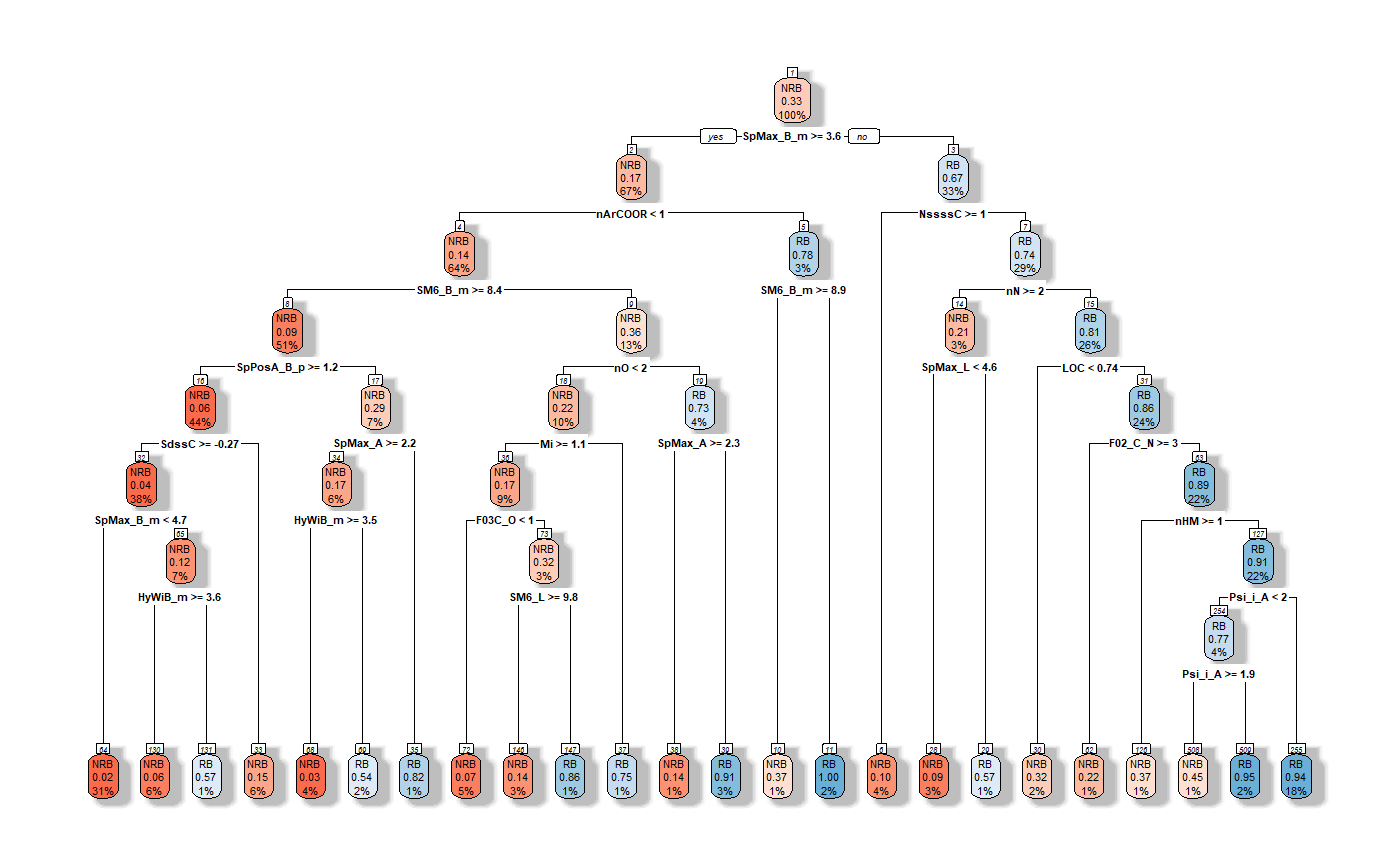 1
NRB
0.33
100%
yes SpMax_B_m >= 3.6 no
2 3
NRB RB
0.17 0.67
67% 33%
nArCOOR < 1 NssssC >= 1
4 5 7
NRB RB RB
0.14 0.78 0.74
64% 3% 29%
SM6_B_m >= 8.4 SM6_B_m >= 8.9 nN >= 2
8 9 14 15
NRB NRB NRB RB
0.09 0.36 0.21 0.81
51% 13% 3% 26%
SpPosA_B_p >= 1.2 nO < 2 SpMax_L < 4.6 LOC < 0.74
16 17 18 19 31
NRB NRB NRB RB RB
0.06 0.29 0.22 0.73 0.86
44% 7% 10% 4% 24%
SdssC >= -0.27 SpMax_A >= 2.2 Mi >= 1.1 SpMax_A >= 2.3 F02_C_N >= 3
32 34 36 63
NRB NRB NRB RB
0.04 0.17 0.17 0.89
38% 6% 9% 22%
SpMax_B_m < 4.7 HyWiB_m >= 3.5 F03C_O < 1 nHM >= 1
65 73 127
NRB NRB RB
0.12 0.32 0.91
7% 3% 22%
HyWiB_m >= 3.6 SM6_L >= 9.8 Psi_i_A < 2
254
RB
0.77
4%
Psi_i_A >= 1.9
64 130 131 33 68 69 35 72 146 147 37 38 39 10 11 6 28 29 30 62 126 508 509 255
NRB NRB RB NRB NRB RB RB NRB NRB RB RB NRB RB NRB RB NRB NRB RB NRB NRB NRB NRB RB RB
0.02 0.06 0.57 0.15 0.03 0.54 0.82 0.07 0.14 0.86 0.75 0.14 0.91 0.37 1.00 0.10 0.09 0.57 0.32 0.22 0.37 0.45 0.95 0.94
31% 6% 1% 6% 4% 2% 1% 5% 3% 1% 1% 1% 3% 1% 2% 4% 3% 1% 2% 1% 1% 1% 2% 18%